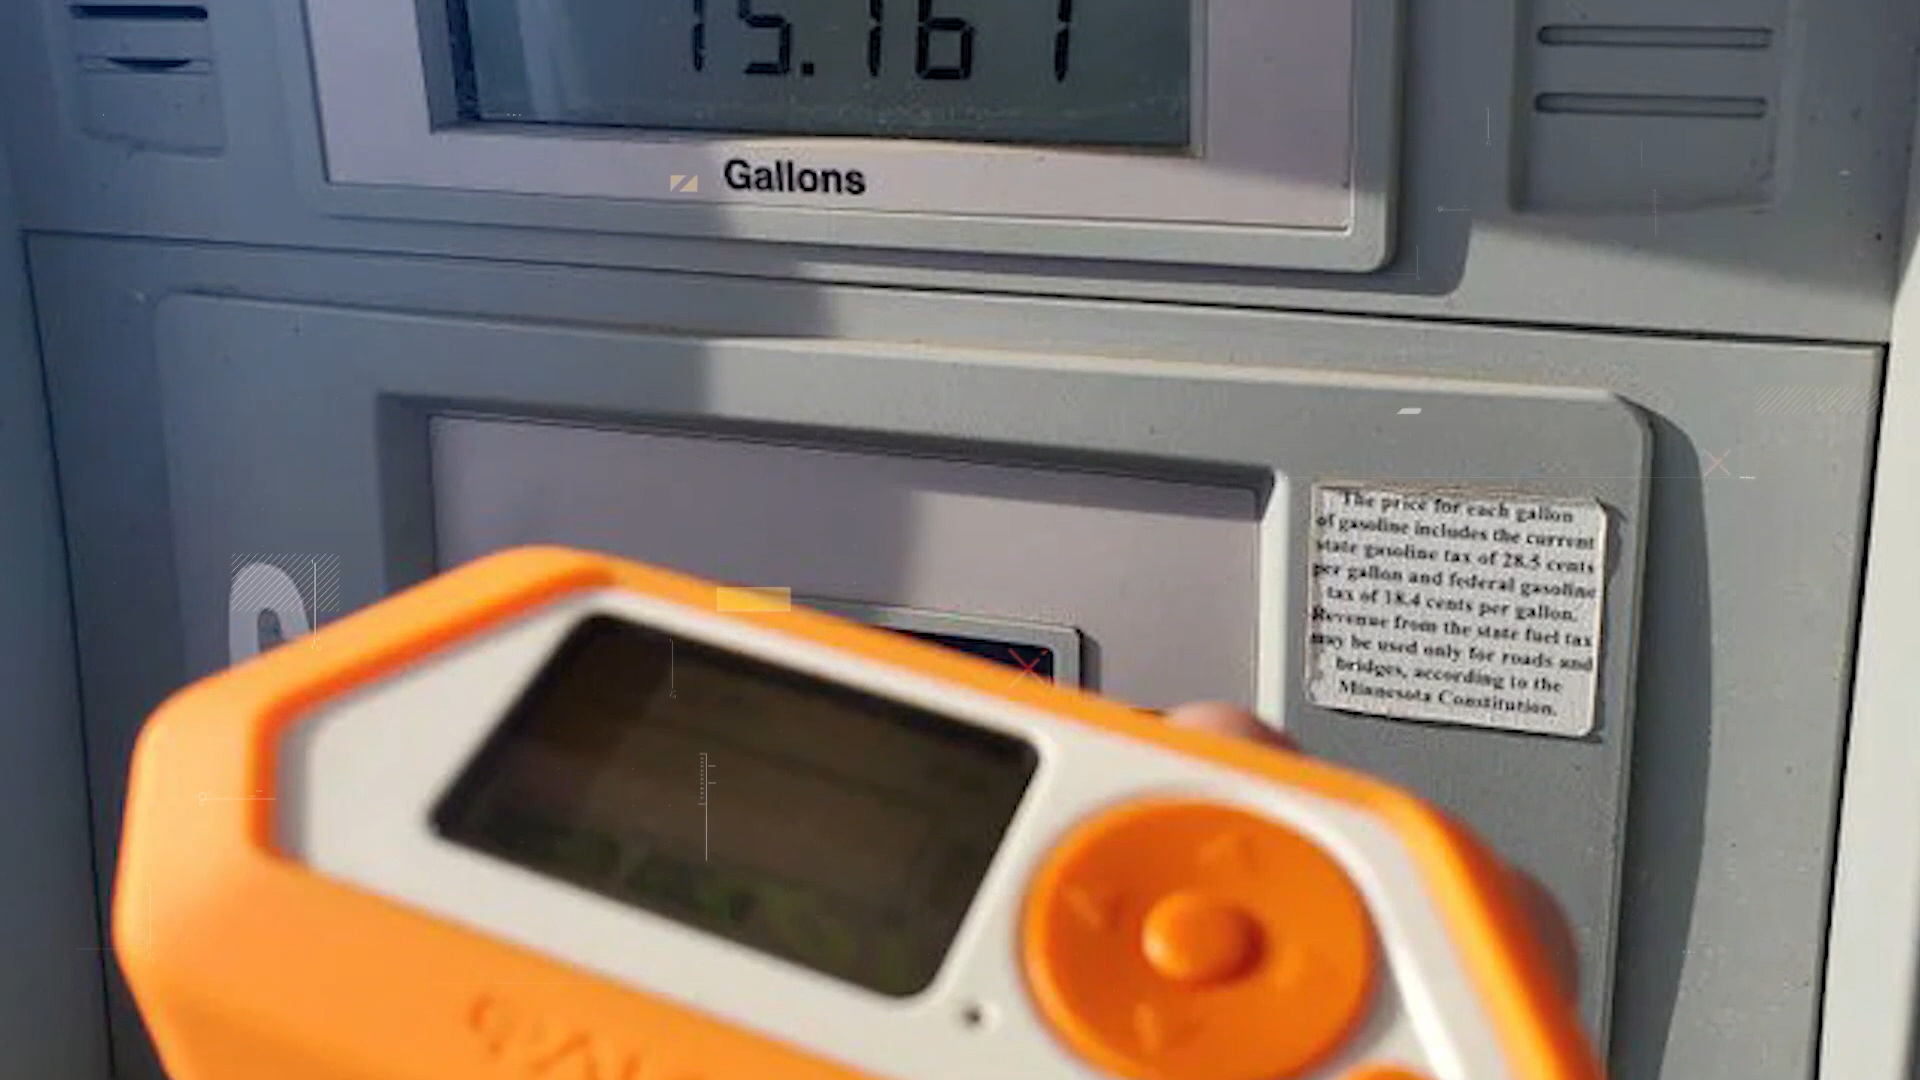 15.161
Gallons
The price for each gallon
of gasoline includes the current
state gasoline tax of 28.5 cents
per gallon and federal gasoline
tax of 18.4 cents per gallon.
Revenue from the state fuel tax
may be used only for roads and
bridges, according to the
Minnesota Constitution.